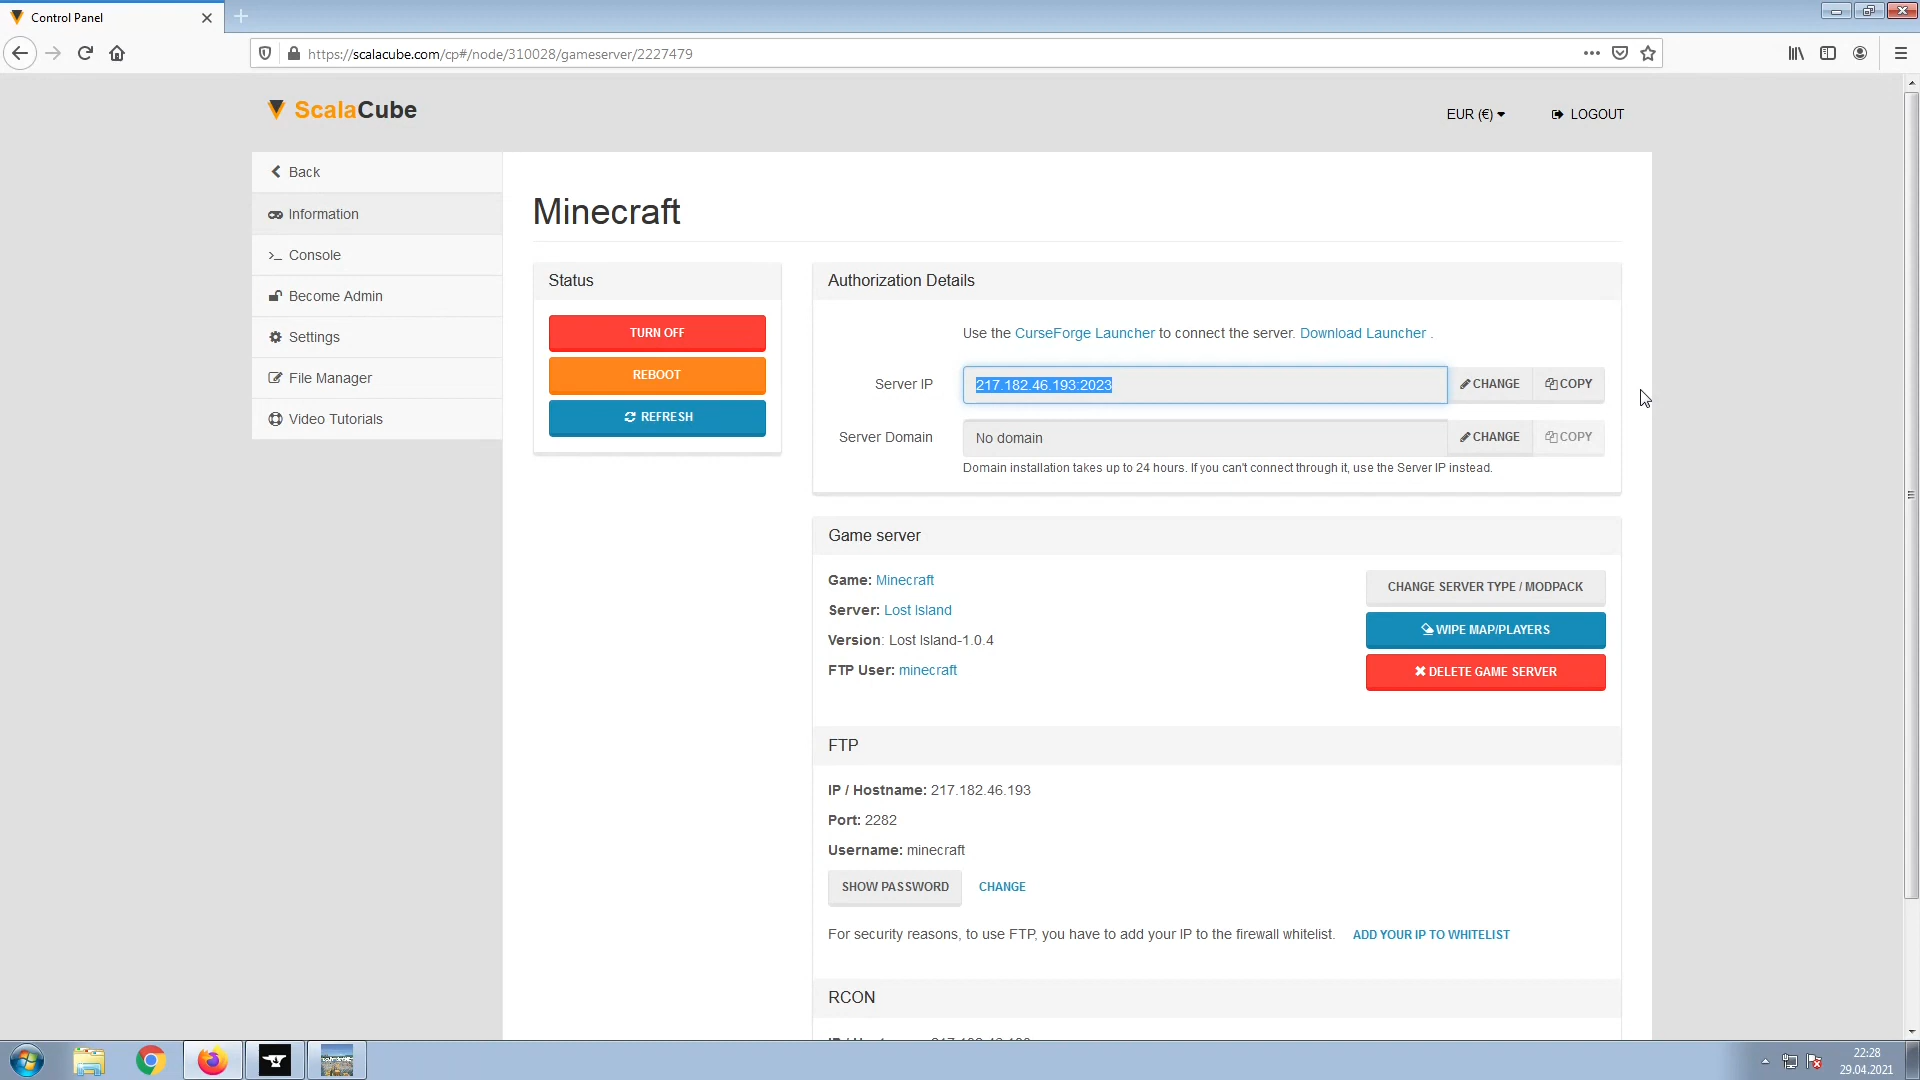 Control Panel
https://scalacube.com/cp#/node/310028/gameserver/2227479
ScalaCube
EUR (€)
LOGOUT
Back
Information
Console
Become Admin
Settings
File Manager
Video Tutorials
Minecraft
Status
TURN OFF
REBOOT
REFRESH
Authorization Details
Use the CurseForge Launcher to connect the server. Download Launcher .
Server IP
217.182.46.193:2023
CHANGE
COPY
Server Domain
No domain
CHANGE
COPY
Domain installation takes up to 24 hours. If you can't connect through it, use the Server IP instead.
Game server
Game: Minecraft
Server: Lost Island
Version: Lost Island-1.0.4
FTP User: minecraft
CHANGE SERVER TYPE / MODPACK
WIPE MAP/PLAYERS
DELETE GAME SERVER
FTP
IP / Hostname: 217.182.46.193
Port: 2282
Username: minecraft
SHOW PASSWORD
CHANGE
For security reasons, to use FTP, you have to add your IP to the firewall whitelist.
ADD YOUR IP TO WHITELIST
RCON
22:28
29.04.2021